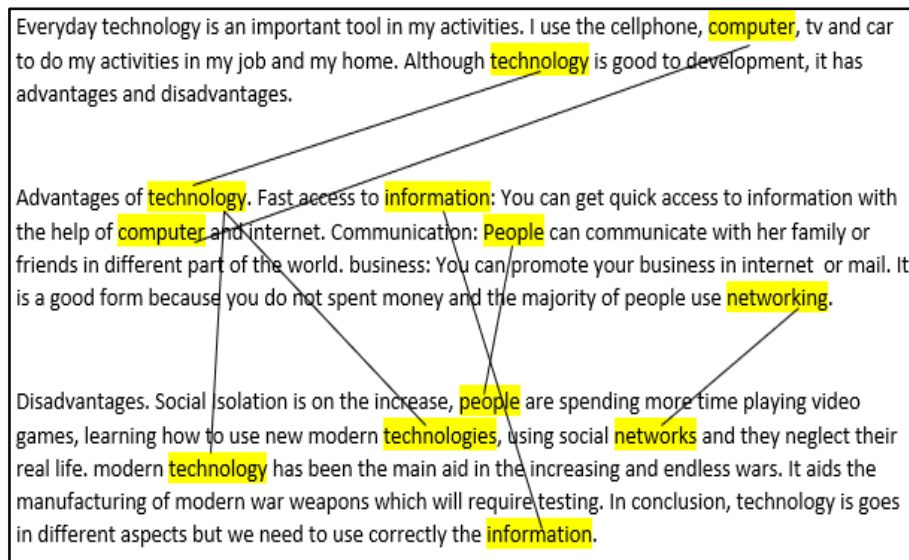 Everyday technology is an important tool in my activities. I use the cellphone, computer, tv and car
to do my activities in my job and my home. Although technology is good to development, it has
advantages and disadvantages.
Advantages of technology. Fast access to information: You can get quick access to information with
the help of computer and internet. Communication: People can communicate with her family or
friends in different part of the world. business: You can promote your business in internet or mail. It
is a good form because you do not spent money and the majority of people use networking.
Disadvantages. Social Isolation is on the increase, people are spending more time playing video
games, learning how to use new modern technologies, using social networks and they neglect their
real life. modern technology has been the main aid in the increasing and endless wars. It aids the
manufacturing of modern war weapons which will require testing. In conclusion, technology is goes
in different aspects but we need to use correctly the information.